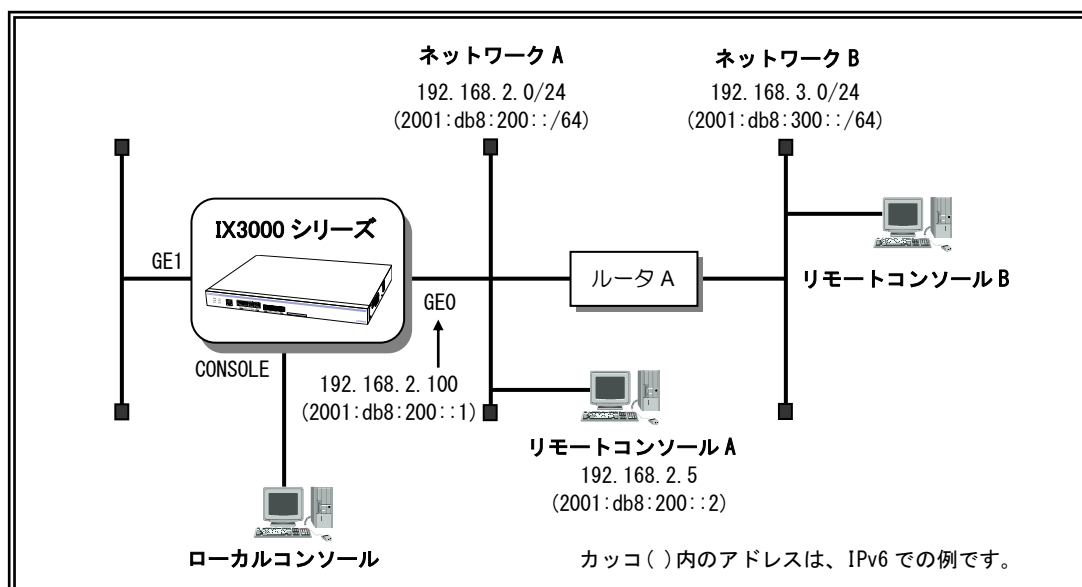 ネットワーク A
192.168.2.0/24
(2001:db8:200::/64)
ネットワーク B
192.168.3.0/24
(2001:db8:300::/64)
IX3000 シリーズ
GE1
GE0
ルータ A
リモートコンソール B
CONSOLE
192.168.2.100
(2001:db8:200::1)
リモートコンソール A
192.168.2.5
(2001:db8:200::2)
ローカルコンソール
カッコ( )内のアドレスは、IPv6 での例です。